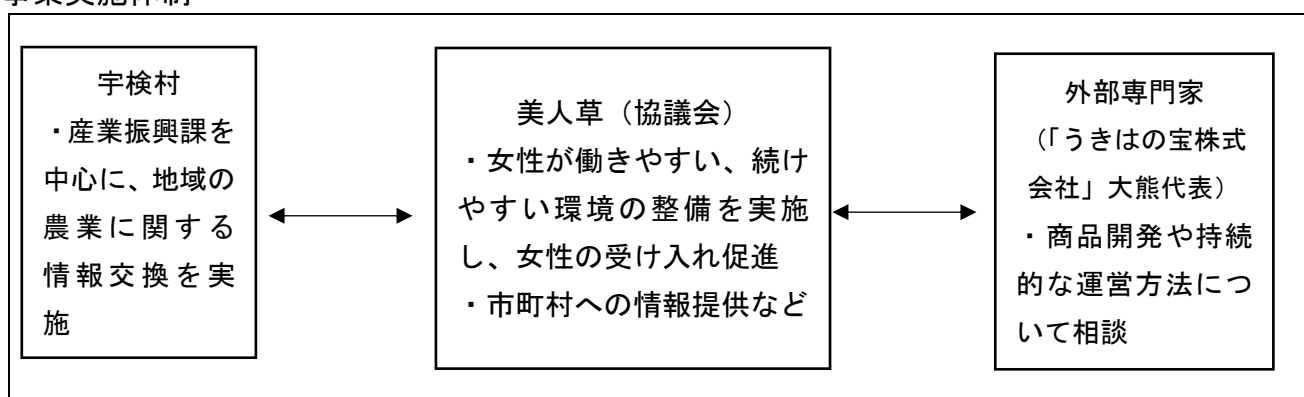 事業実施体制
宇検村
・産業振興課を
中心に、地域の
農業に関する
情報交換を実
施
美人草（協議会）
・女性が働きやすい、続け
やすい環境の整備を実施
し、女性の受け入れ促進
・市町村への情報提供など
外部専門家
（「うきはの宝株式
会社」大熊代表）
・商品開発や持続
的な運営方法につ
いて相談